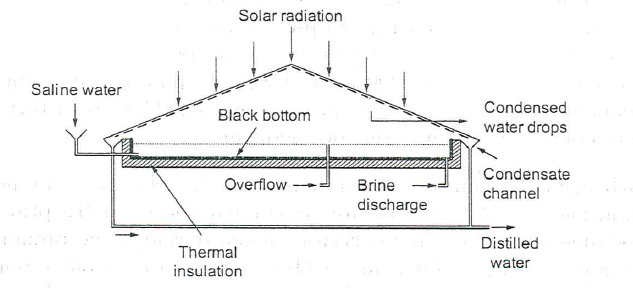 Solar radiation
Saline water
Black bottom
Condensed
water drops
Overflow
Brine
discharge
Condensate
channel
Thermal
insulation
Distilled
water